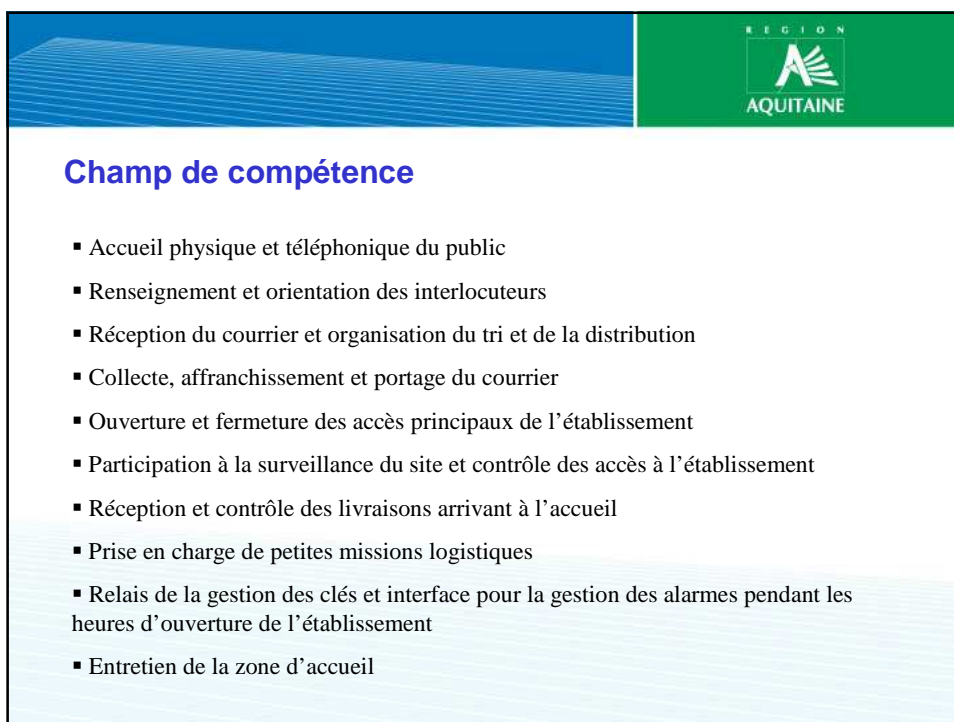 REGION
AQUITAINE
Champ de compétence
▪ Accueil physique et téléphonique du public
▪ Renseignement et orientation des interlocuteurs
▪ Réception du courrier et organisation du tri et de la distribution
▪ Collecte, affranchissement et portage du courrier
▪ Ouverture et fermeture des accès principaux de l’établissement
▪ Participation à la surveillance du site et contrôle des accès à l’établissement
▪ Réception et contrôle des livraisons arrivant à l’accueil
▪ Prise en charge de petites missions logistiques
▪ Relais de la gestion des clés et interface pour la gestion des alarmes pendant les
heures d’ouverture de l’établissement
▪ Entretien de la zone d’accueil